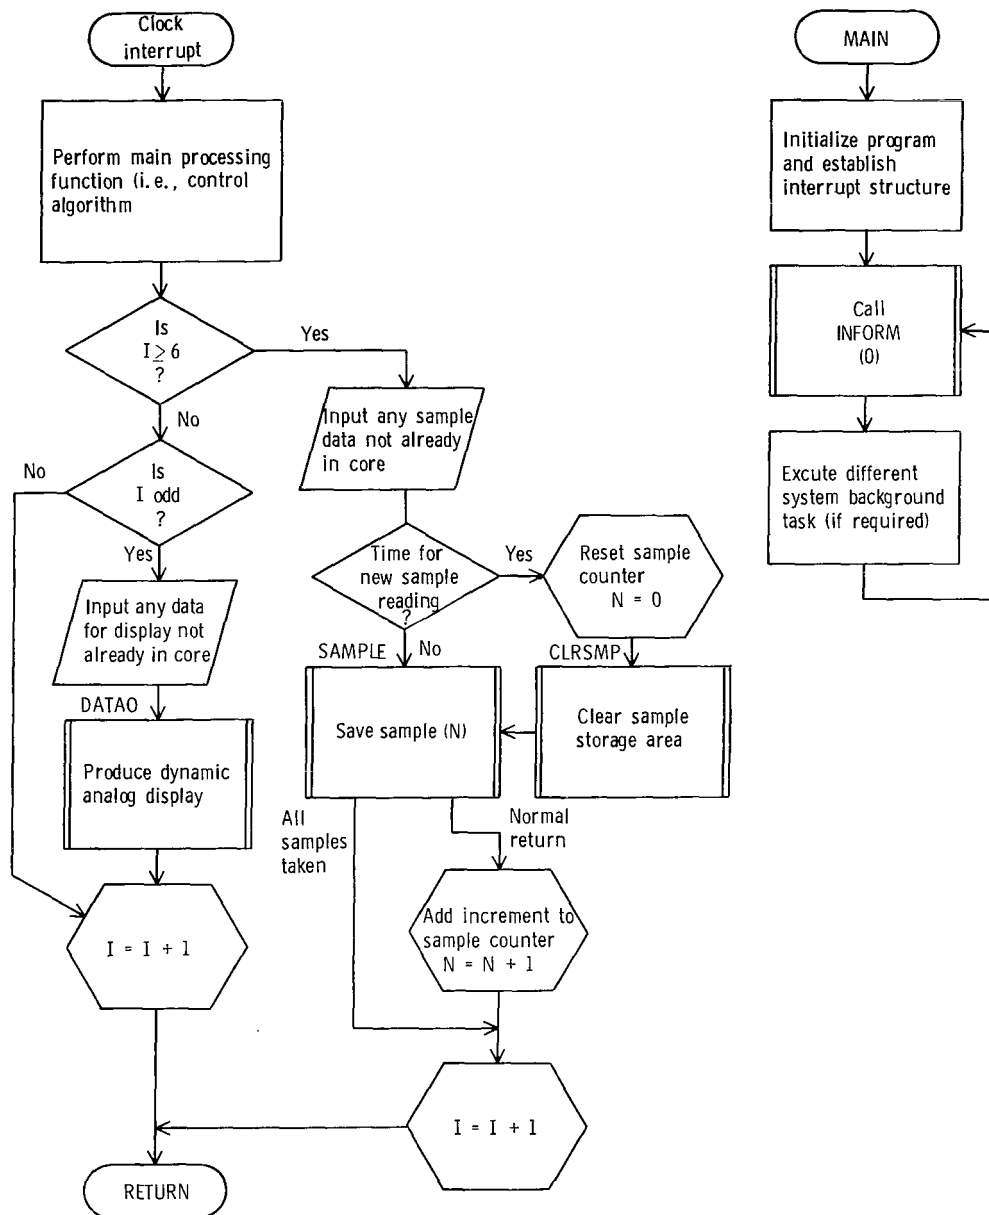 Clock
interrupt
Perform main processing
function (i.e., control
algorithm
Is
I ≥ 6
?
Yes
No
Is
I odd
?
No
Yes
Input any data
for display not
already in core
DATAO
Produce dynamic
analog display
I = I + 1
RETURN
Input any sample
data not already
in core
Time for
new sample
reading
?
Yes
No
Reset sample
counter
N = 0
SAMPLE
CLRSMP
Save sample (N)
Clear sample
storage area
All
samples
taken
Normal
return
Add increment to
sample counter
N = N + 1
I = I + 1
MAIN
Initialize program
and establish
interrupt structure
Call
INFORM
(0)
Excute different
system background
task (if required)